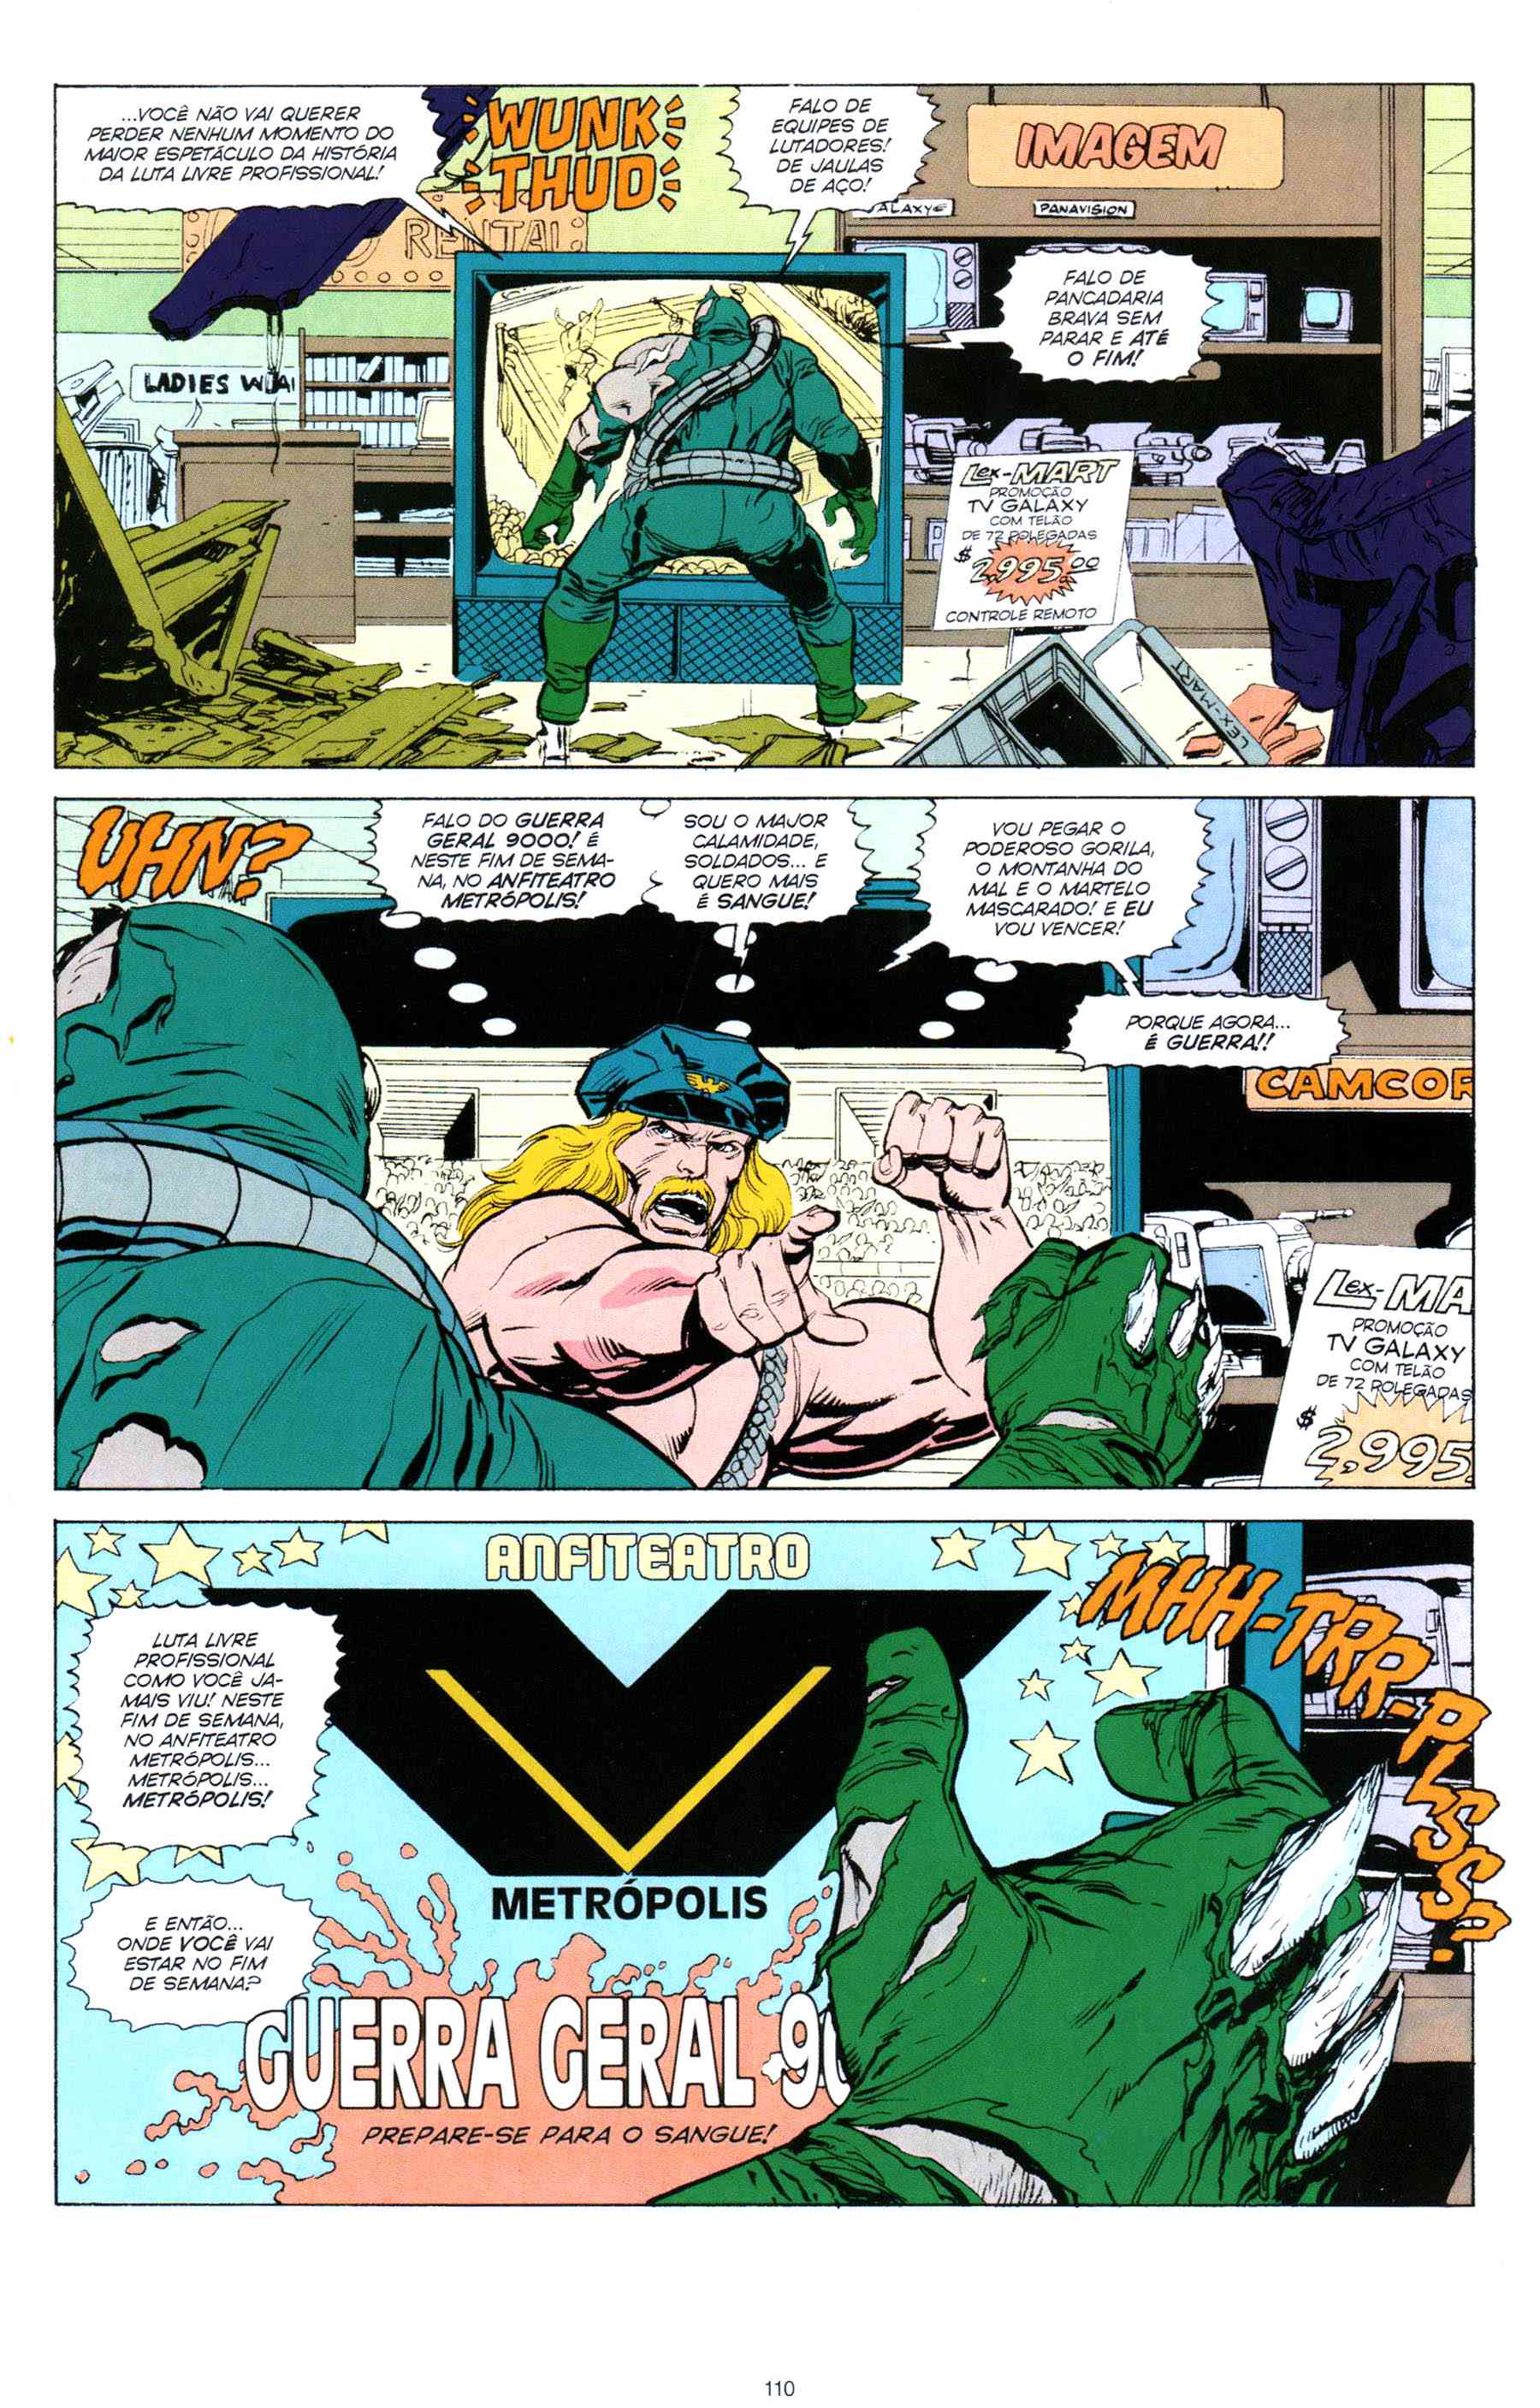 ...VOCÊ NÃO VAI QUERER
PERDER NENHUM MOMENTO DO
MAIOR ESPETÁCULO DA HISTÓRIA
DA LUTA LIVRE PROFISSIONAL!
WUNK
THUD
FALO DE
EQUIPES DE
LUTADORES!
DE JAULAS
DE AÇO!
IMAGEM
PANAVISION
RENTAL
FALO DE
PANCADARIA
BRAVA SEM
PARAR E ATÉ
O FIM!
LADIES
Lex-MART
PROMOÇÃO
TV GALAXY
COM TELÃO
DE 72 POLEGADAS
$ 2,995.00
CONTROLE REMOTO
LEX-MART
UHN?
FALO DO GUERRA
GERAL 9000! É
NESTE FIM DE SEMA-
NA, NO ANFITEATRO
METRÓPOLIS!
SOU O MAJOR
CALAMIDADE,
SOLDADOS... E
QUERO MAIS
É SANGUE!
VOU PEGAR O
PODEROSO GORILA,
O MONTANHA DO
MAL E O MARTELO
MASCARADO! E EU
VOU VENCER!
PORQUE AGORA...
É GUERRA!!
CAMCOR
Lex-MA
PROMOÇÃO
TV GALAXY
COM TELÃO
DE 72 POLEGADAS
$ 2,995.
ANFITEATRO
METRÓPOLIS
LUTA LIVRE
PROFISSIONAL
COMO VOCÊ JA-
MAIS VIU! NESTE
FIM DE SEMANA,
NO ANFITEATRO
METRÓPOLIS...
METRÓPOLIS...
METRÓPOLIS!
MHH-TRR-PLSS?
E ENTÃO...
ONDE VOCÊ VAI
ESTAR NO FIM
DE SEMANA?
GUERRA GERAL 90
PREPARE-SE PARA O SANGUE!
110